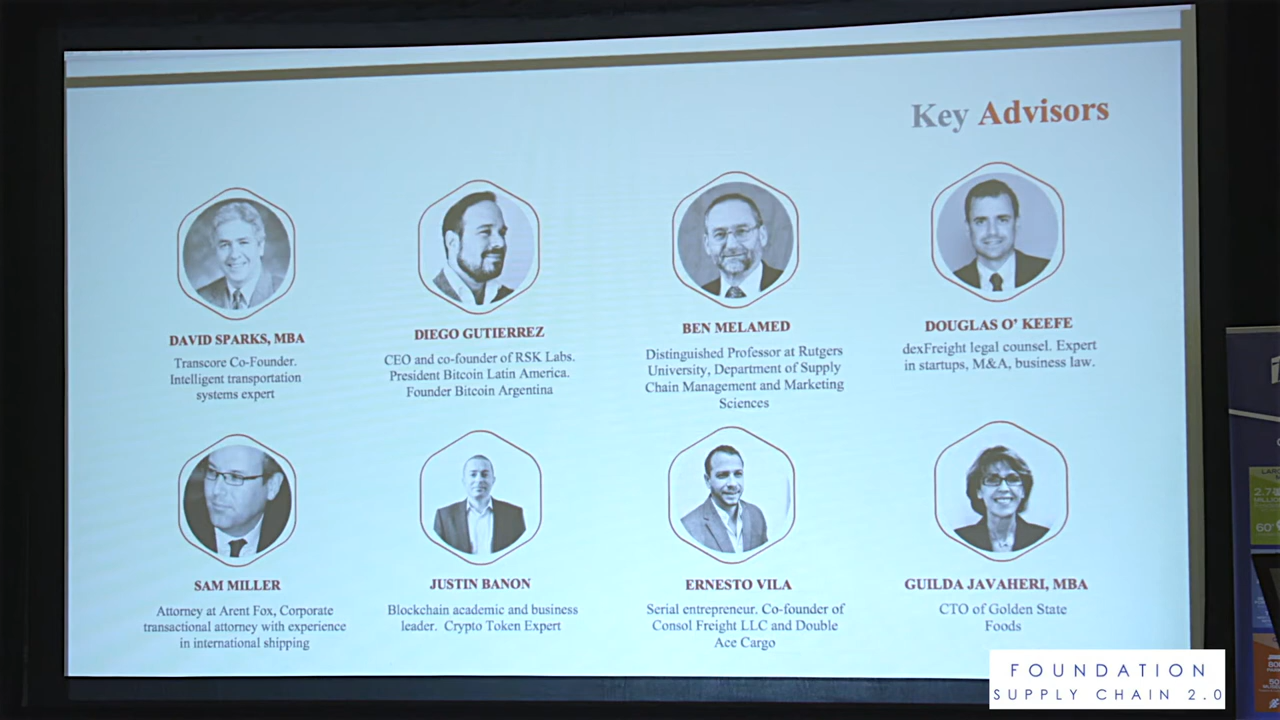 Key Advisors
DAVID SPARKS, MBA
Transcore Co-Founder.
Intelligent transportation
systems expert
DIEGO GUTIERREZ
CEO and co-founder of RSK Labs.
President Bitcoin Latin America.
Founder Bitcoin Argentina
BEN MELAMED
Distinguished Professor at Rutgers
University, Department of Supply
Chain Management and Marketing
Sciences
DOUGLAS O' KEEFE
dexFreight legal counsel. Expert
in startups, M&A, business law.
SAM MILLER
Attorney at Arent Fox, Corporate
transactional attorney with experience
in international shipping
JUSTIN BANON
Blockchain academic and business
leader. Crypto Token Expert
ERNESTO VILA
Serial entrepreneur. Co-founder of
Consol Freight LLC and Double
Ace Cargo
GUILDA JAVAHERI, MBA
CTO of Golden State
Foods
FOUNDATION
SUPPLY CHAIN 2.0